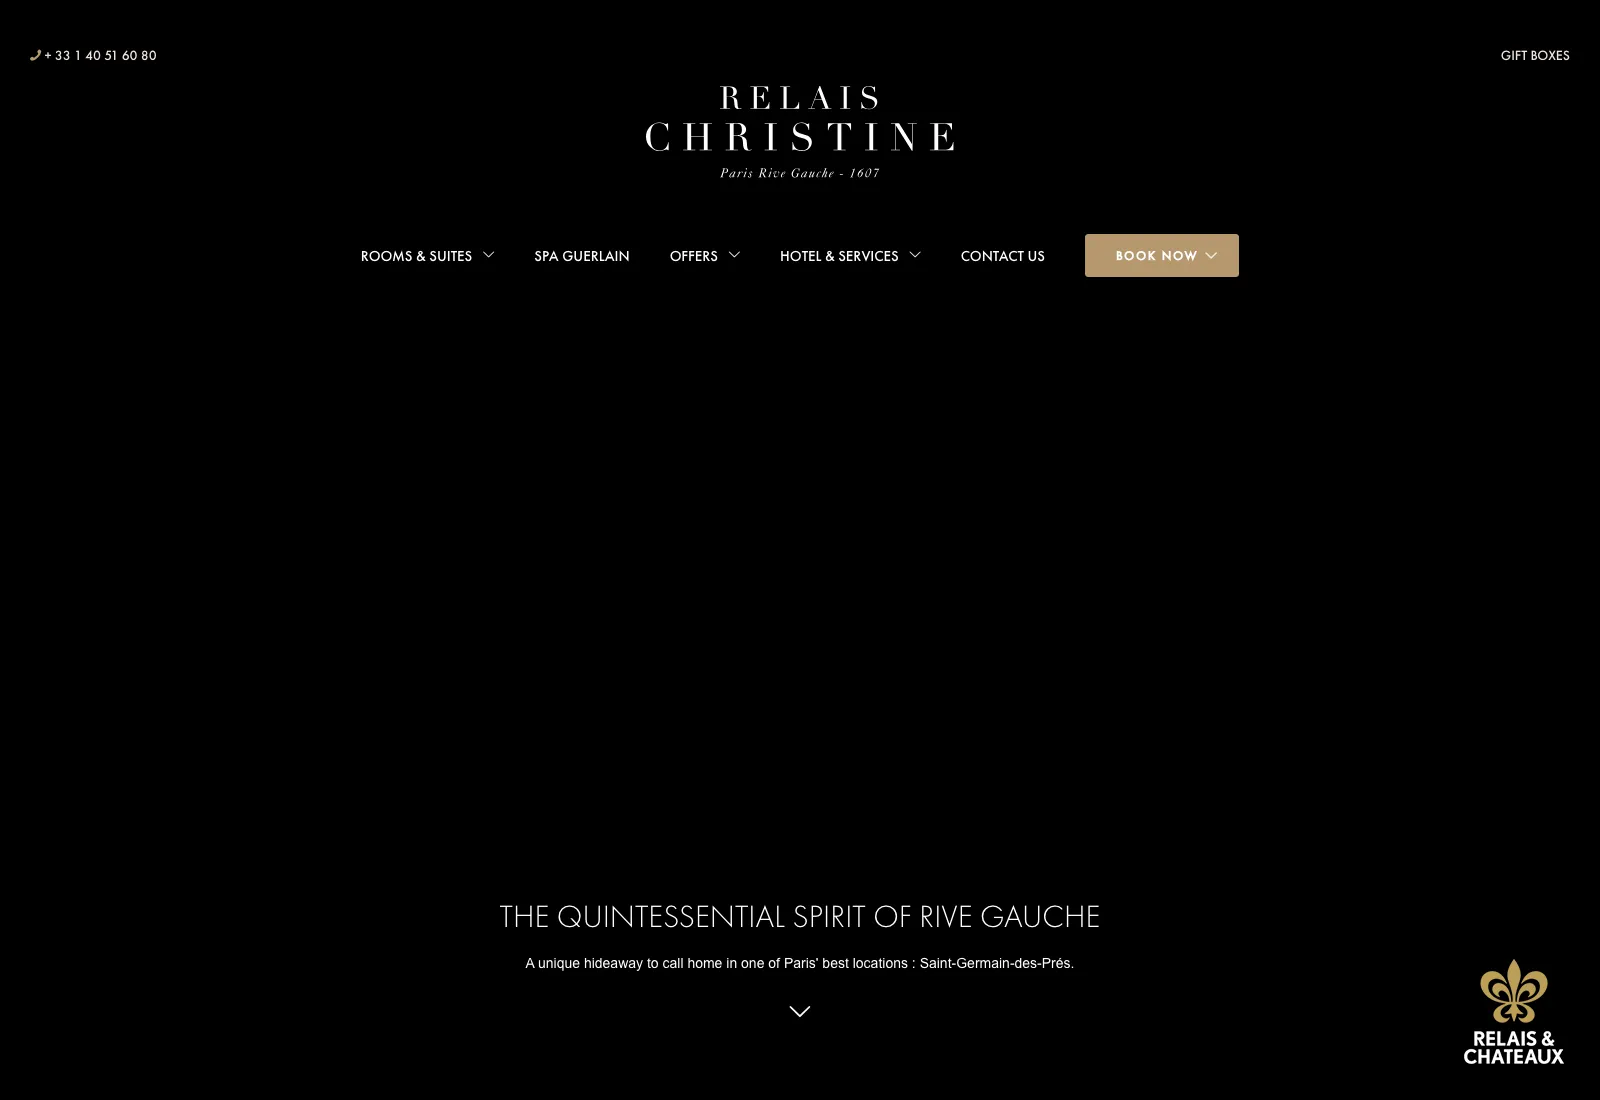 + 33 1 40 51 60 80
GIFT BOXES
RELAIS
CHRISTINE
Paris Rive Gauche - 1607
ROOMS & SUITES
SPA GUERLAIN
OFFERS
HOTEL & SERVICES
CONTACT US
BOOK NOW
THE QUINTESSENTIAL SPIRIT OF RIVE GAUCHE
A unique hideaway to call home in one of Paris' best locations : Saint-Germain-des-Prés.
RELAIS &
CHATEAUX